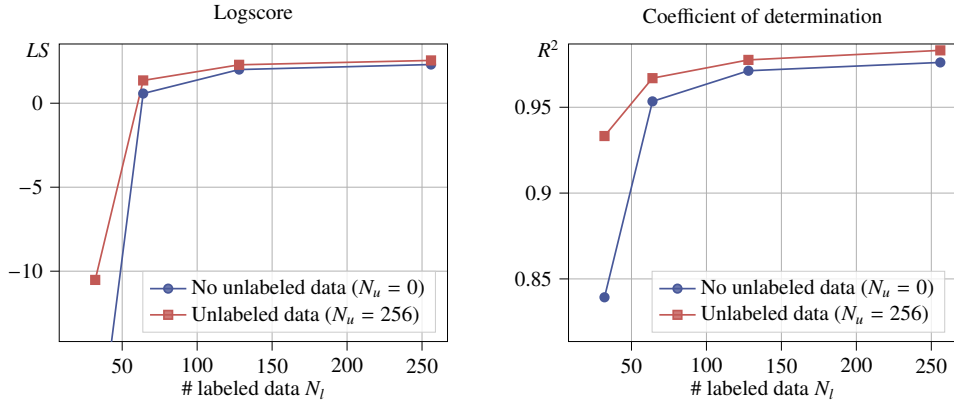 Logscore
LS
0
−5
−10
50 100 150 200 250
# labeled data Nₗ
No unlabeled data (Nᵤ = 0)
Unlabeled data (Nᵤ = 256)
Coefficient of determination
R²
0.95
0.9
0.85
50 100 150 200 250
# labeled data Nₗ
No unlabeled data (Nᵤ = 0)
Unlabeled data (Nᵤ = 256)